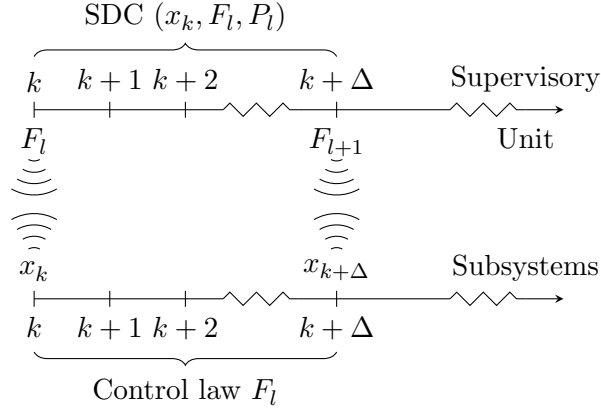 SDC (x_k, F_l, P_l)
k k + 1 k + 2 k + Δ Supervisory
F_l F_{l+1} Unit
x_k x_{k+Δ} Subsystems
k k + 1 k + 2 k + Δ
Control law F_l